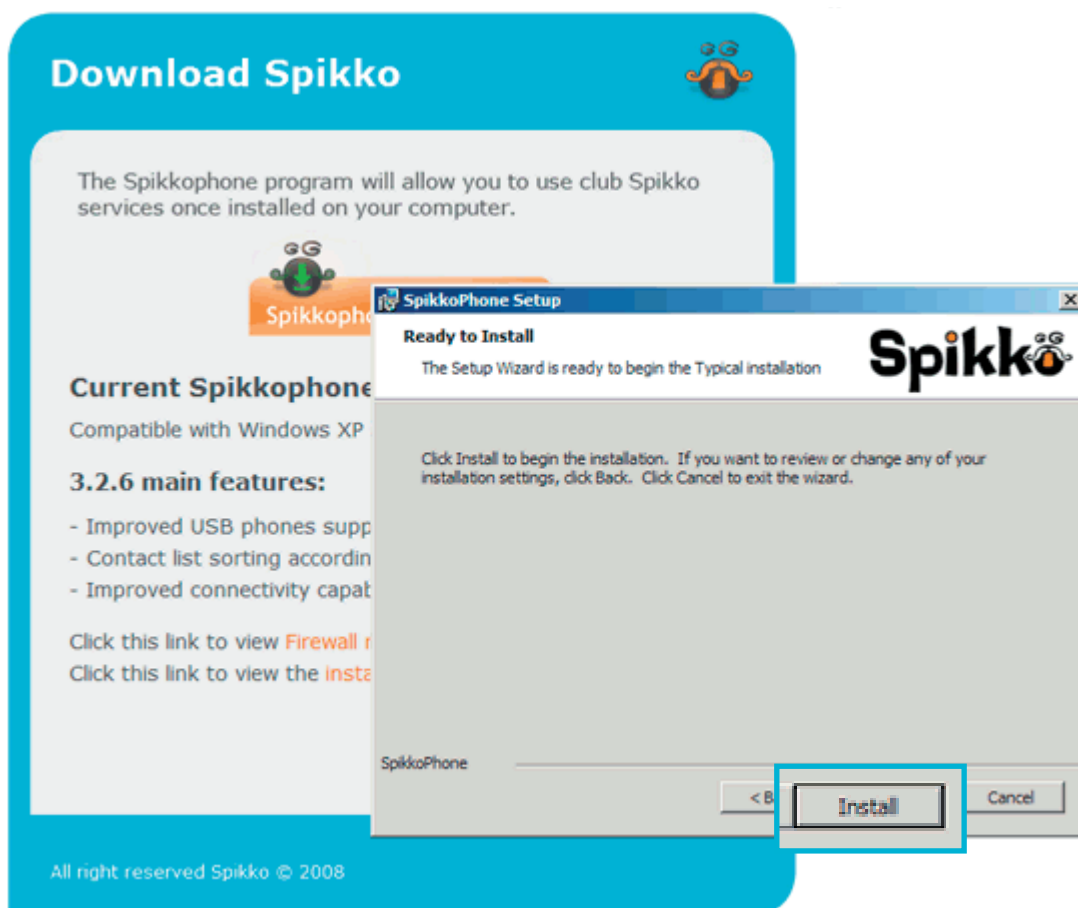 Download Spikko
The Spikkophone program will allow you to use club Spikko
services once installed on your computer.
Current Spikkophone
Compatible with Windows XP
3.2.6 main features:
- Improved USB phones
- Contact list sorting
- Improved connectivity
Click this link to view Firewall
Click this link to view the
All right reserved Spikko © 2008
SpikkoPhone Setup
Ready to Install
The Setup Wizard is ready to begin the Typical installation
Spikko
Click Install to begin the installation. If you want to review or change any of your
installation settings, click Back. Click Cancel to exit the wizard.
SpikkoPhone
<
Install
Cancel